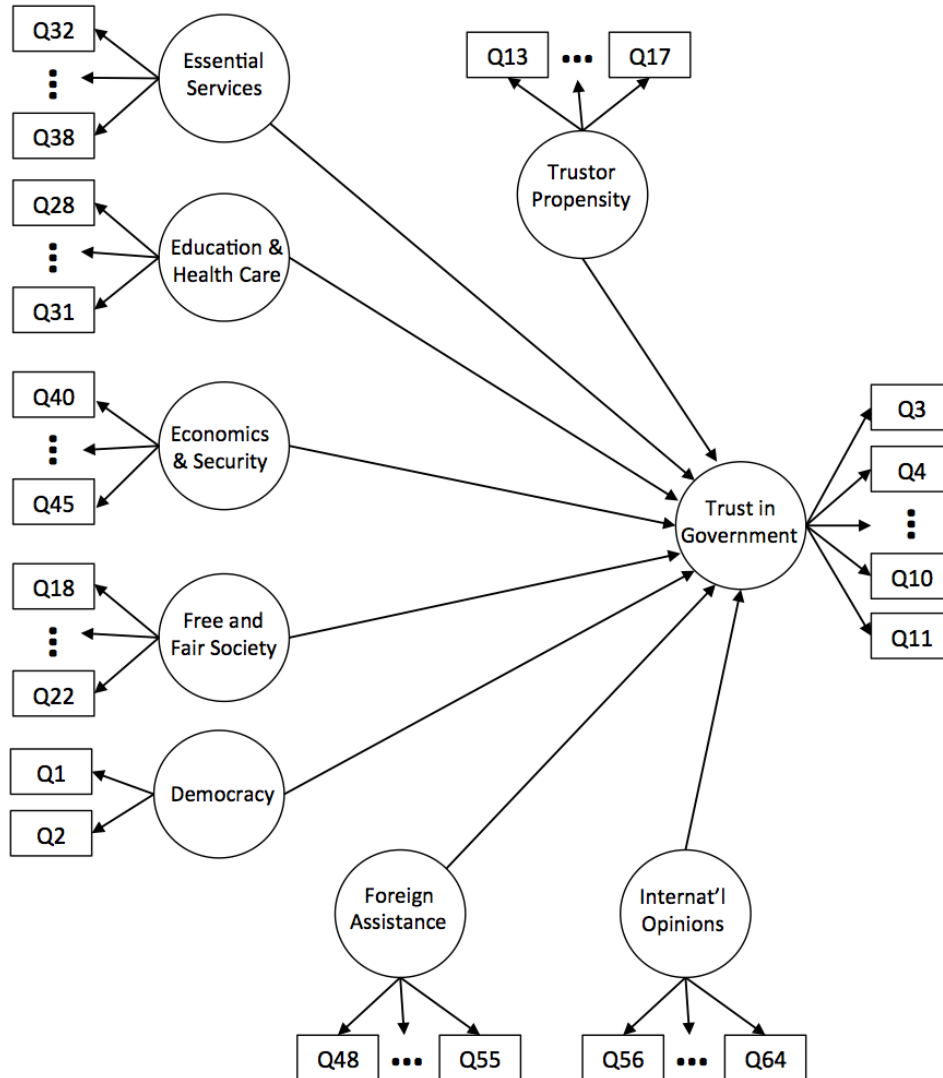 Q32
Essential
Services
Q38
Q13
Q17
Trustor
Propensity
Q28
Education &
Health Care
Q31
Q40
Economics
& Security
Q45
Q3
Q4
Trust in
Government
Q10
Q11
Q18
Free and
Fair Society
Q22
Q1
Democracy
Q2
Foreign
Assistance
Internat'l
Opinions
Q48
Q55
Q56
Q64